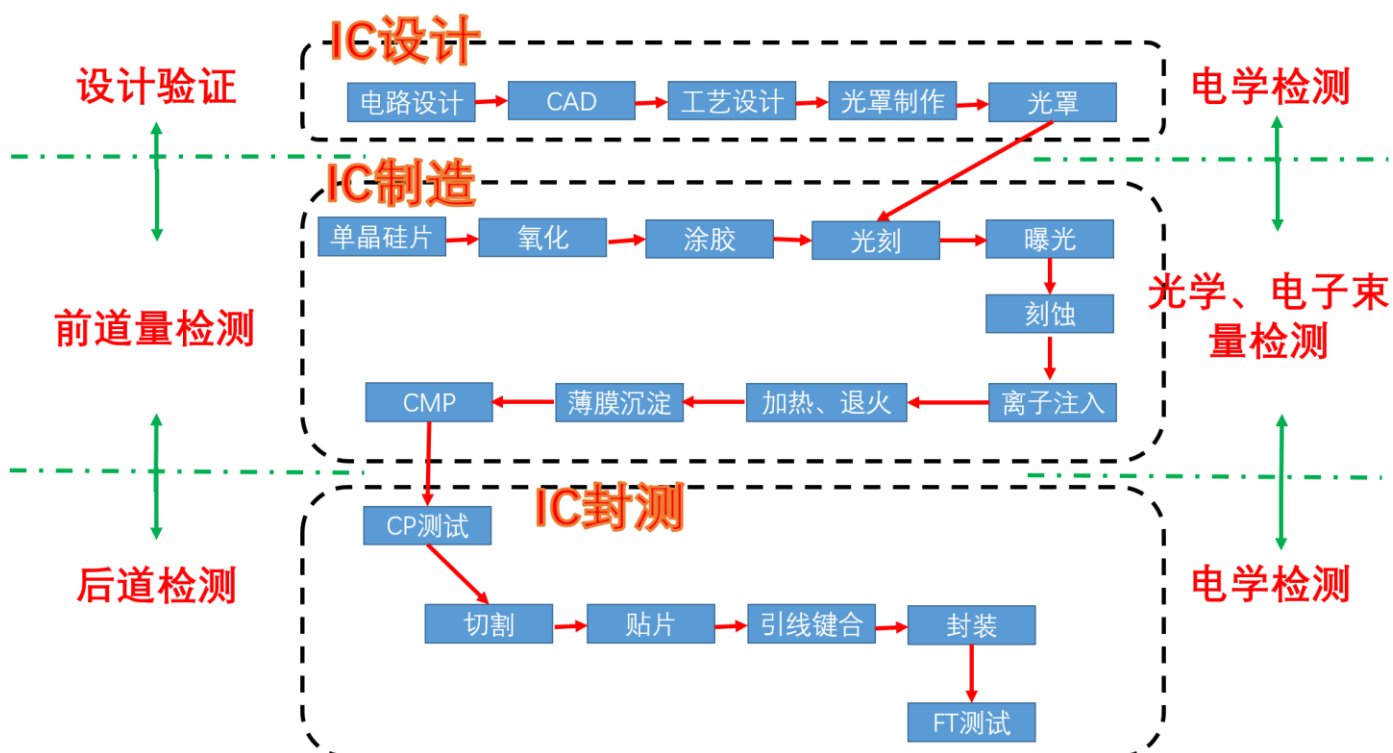 IC设计
设计验证
电路设计
CAD
工艺设计
光罩制作
光罩
电学检测
IC制造
单晶硅片
氧化
涂胶
光刻
曝光
前道量检测
刻蚀
光学、电子束
量检测
CMP
薄膜沉淀
加热、退火
离子注入
IC封测
CP测试
后道检测
切割
贴片
引线键合
封装
电学检测
FT测试